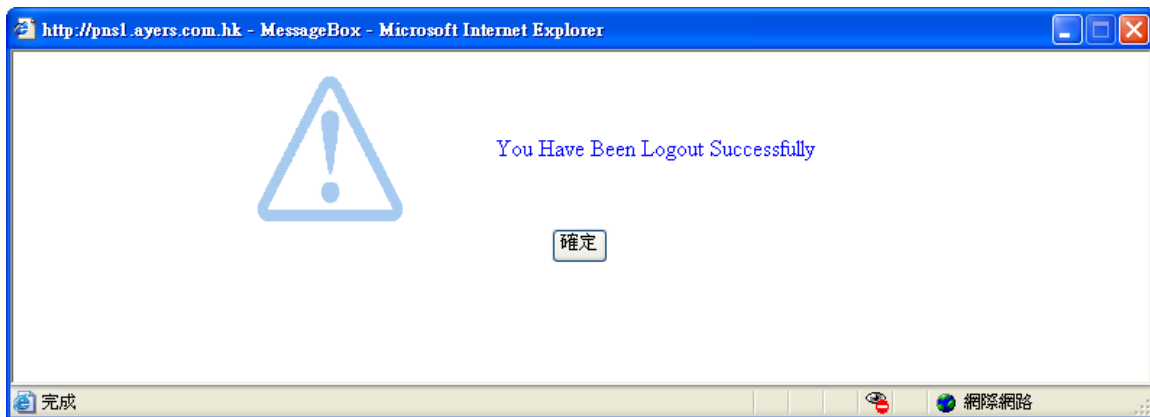 http://pns1.ayers.com.hk - MessageBox - Microsoft Internet Explorer
You Have Been Logout Successfully
確定
完成
網際網路